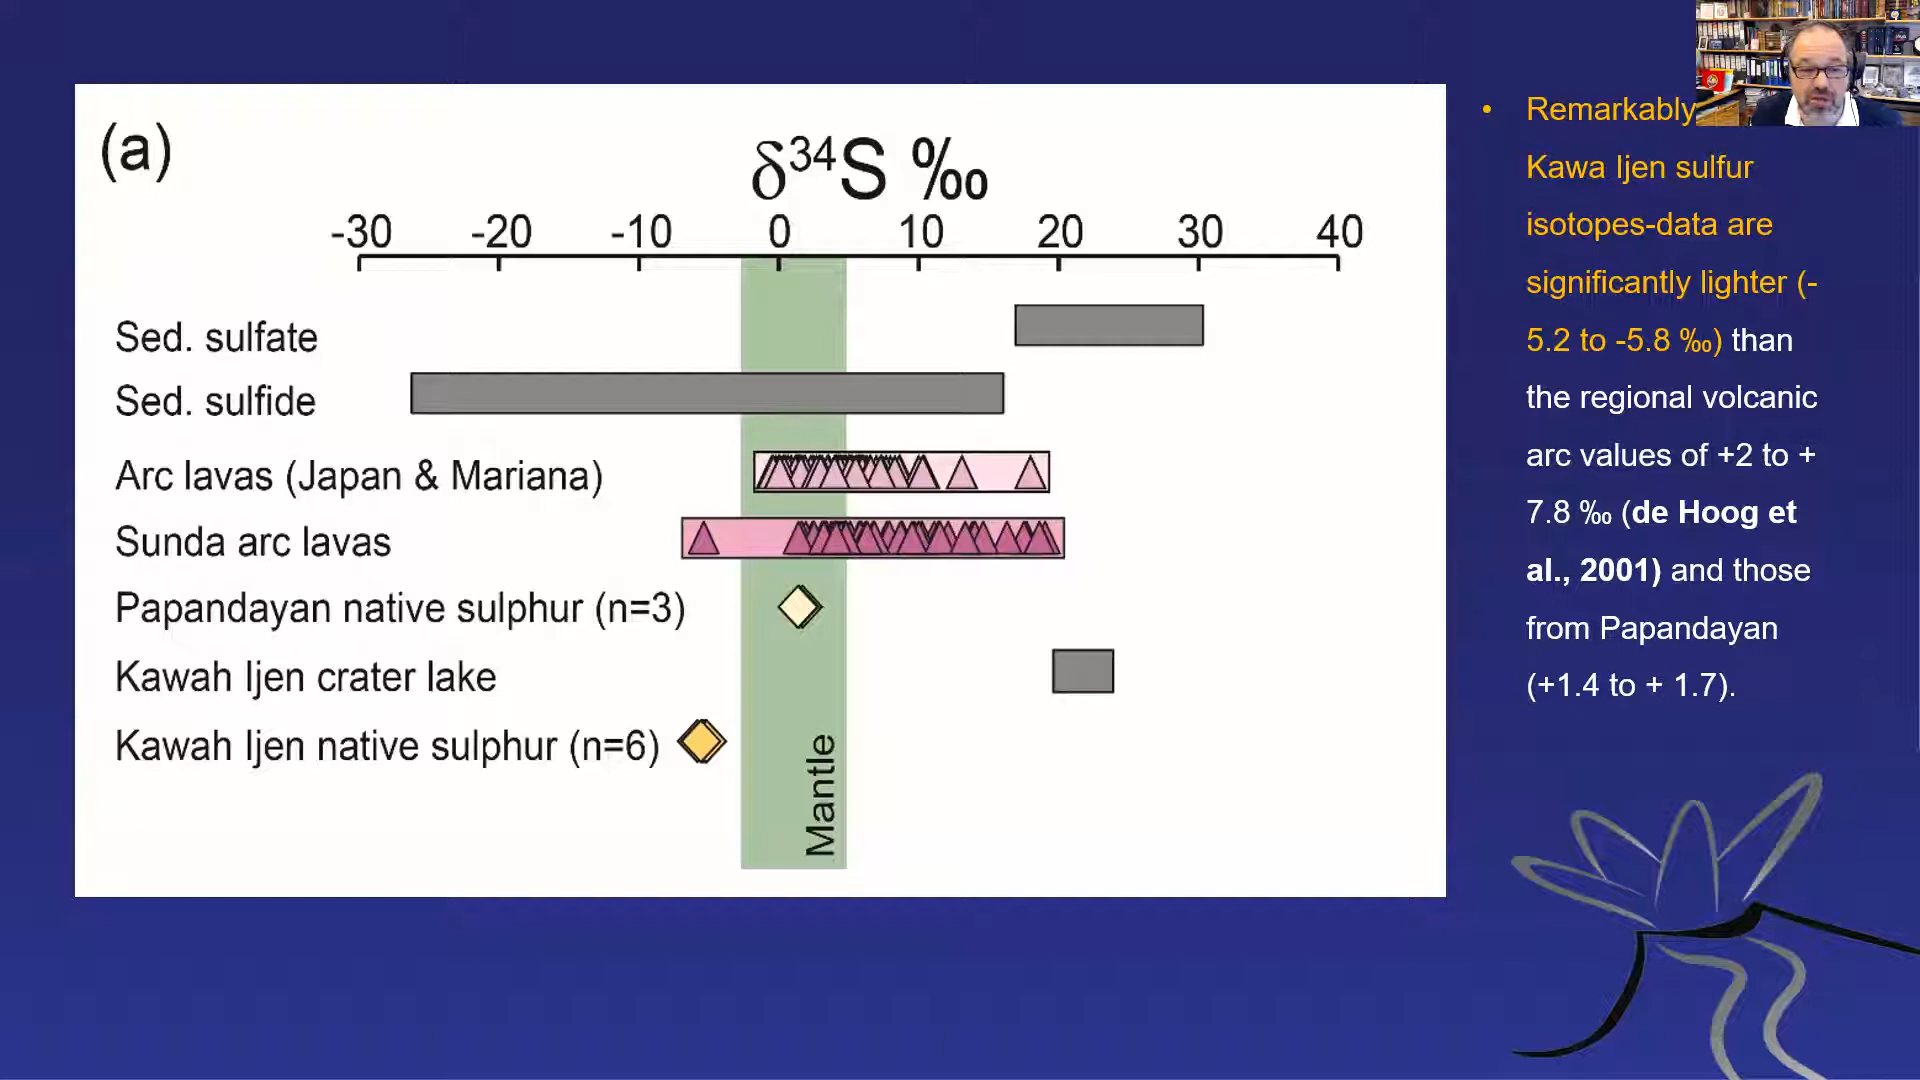 (a)
δ³⁴S ‰
-30 -20 -10 0 10 20 30 40
Sed. sulfate
Sed. sulfide
Arc lavas (Japan & Mariana)
Sunda arc lavas
Papandayan native sulphur (n=3)
Kawah Ijen crater lake
Kawah Ijen native sulphur (n=6)
Mantle
• Remarkably
Kawa Ijen sulfur
isotopes-data are
significantly lighter (-
5.2 to -5.8 ‰) than
the regional volcanic
arc values of +2 to +
7.8 ‰ (de Hoog et
al., 2001) and those
from Papandayan
(+1.4 to + 1.7).